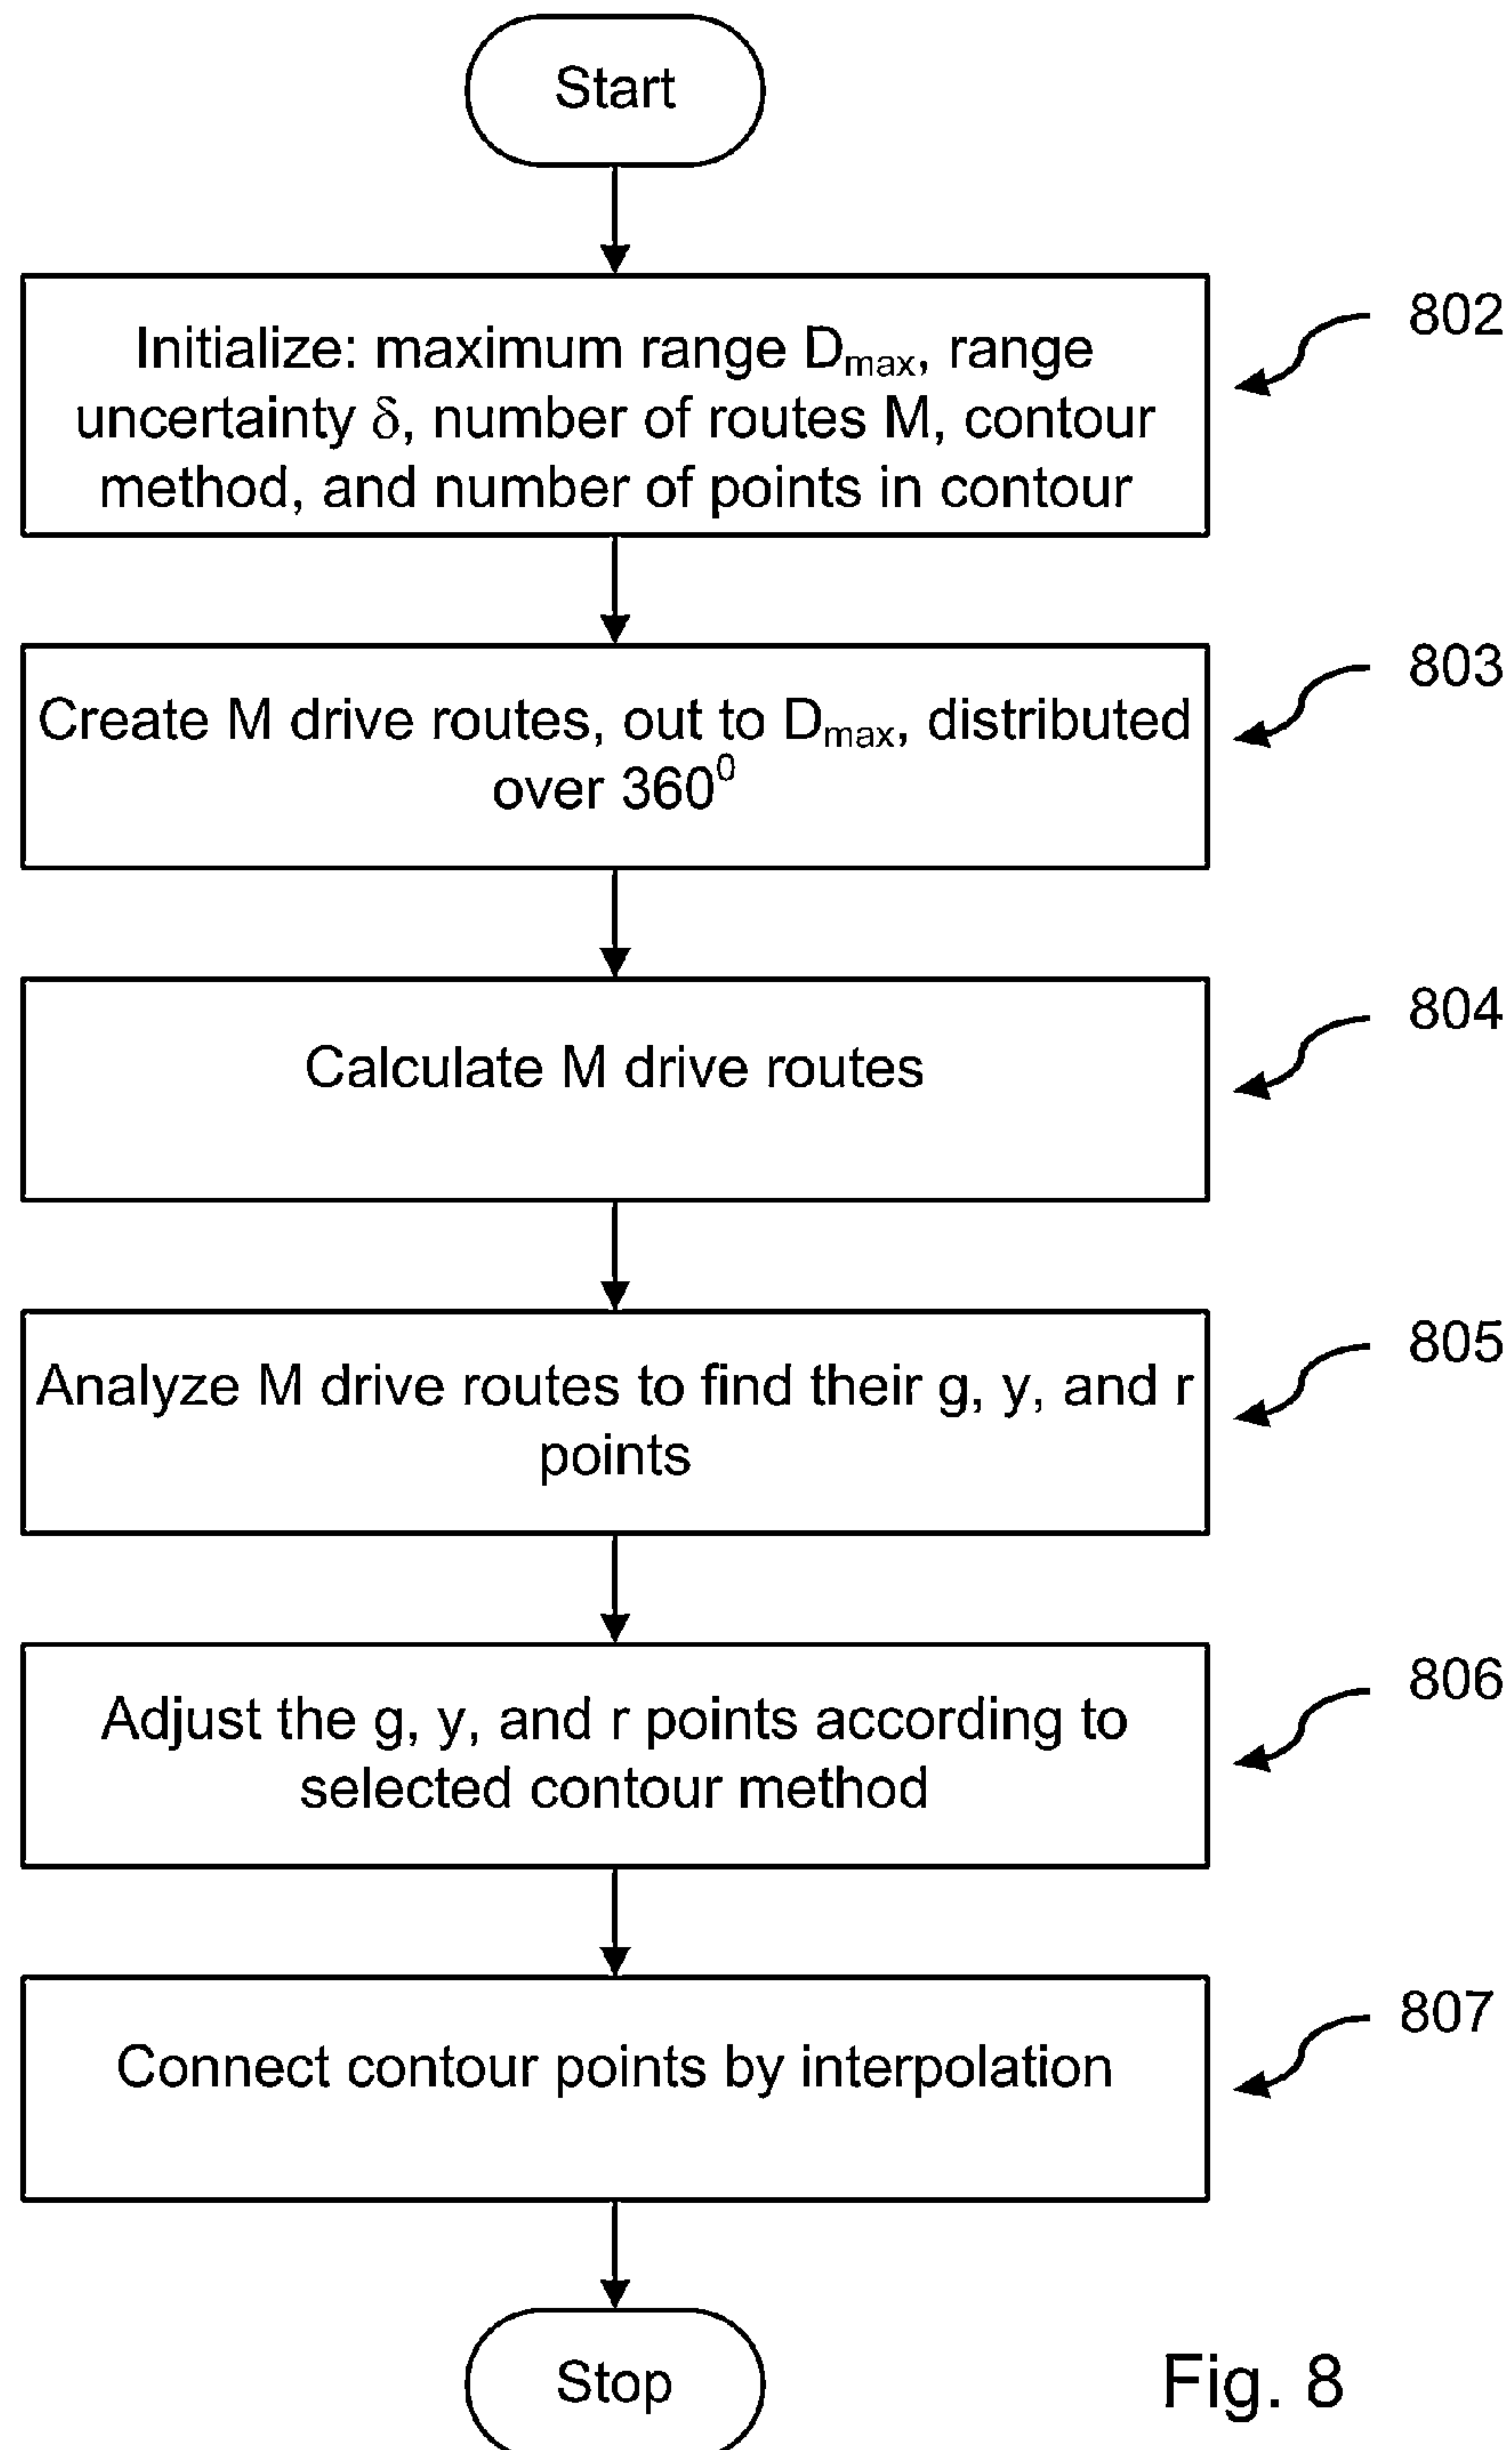 Start
Initialize: maximum range Dmax, range
uncertainty δ, number of routes M, contour
method, and number of points in contour
802
Create M drive routes, out to Dmax, distributed
over 360⁰
803
Calculate M drive routes
804
Analyze M drive routes to find their g, y, and r
points
805
Adjust the g, y, and r points according to
selected contour method
806
Connect contour points by interpolation
807
Stop
Fig. 8